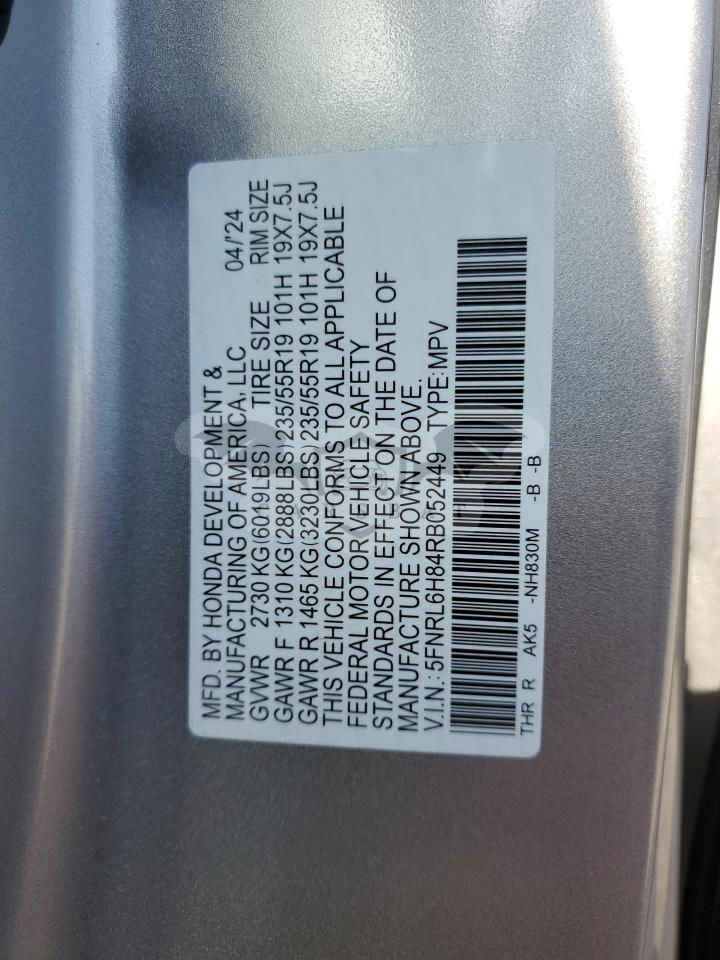 MFD. BY HONDA DEVELOPMENT &
MANUFACTURING OF AMERICA, LLC 04/'24
GVWR 2730 KG(6019LBS) TIRE SIZE RIM SIZE
GAWR F 1310 KG(2888LBS) 235/55R19 101H 19X7.5J
GAWR R 1465 KG(3230LBS) 235/55R19 101H 19X7.5J
THIS VEHICLE CONFORMS TO ALL APPLICABLE
FEDERAL MOTOR VEHICLE SAFETY
STANDARDS IN EFFECT ON THE DATE OF
MANUFACTURE SHOWN ABOVE.
V.I.N.:5FNRL6H84RB052449 TYPE:MPV
THR R AK5 -NH830M -B -B